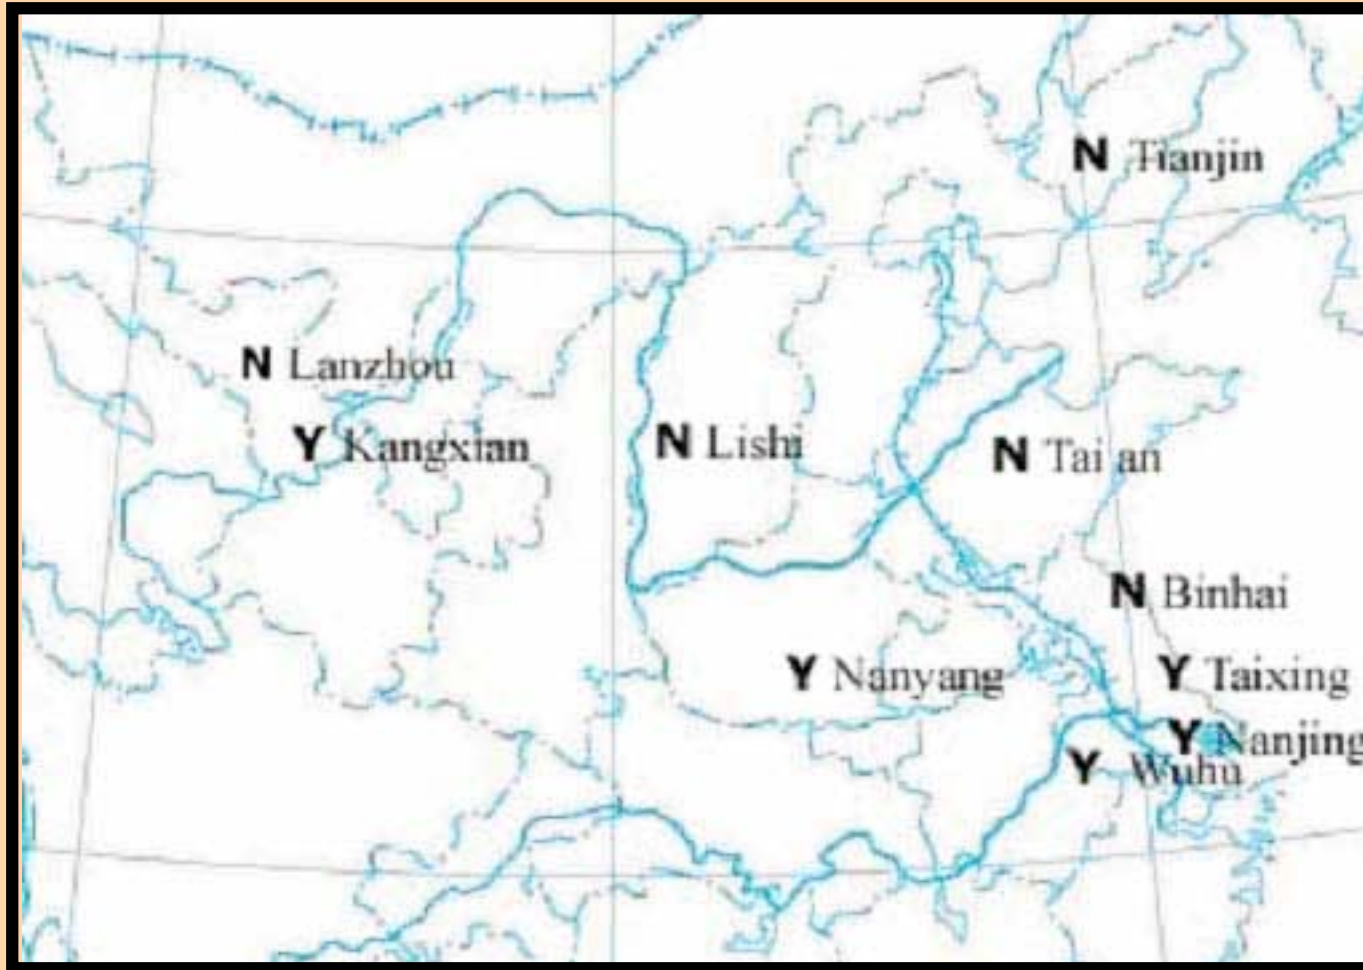 N Tianjin
N Lanzhou
Y Kangxian
N Lishi
N Tai an
N Binhai
Y Nanyang
Y Taixing
Y Nanjing
Y Wuhu